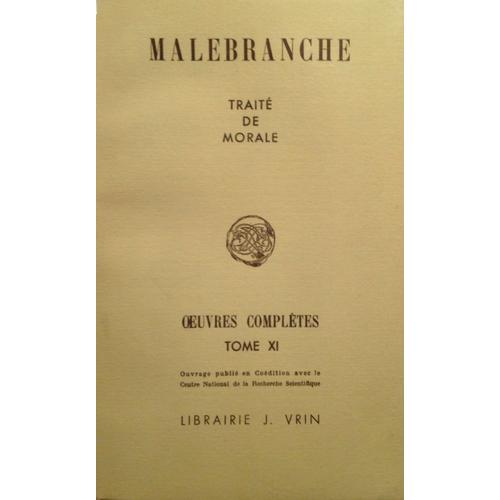 MALEBRANCHE
TRAITÉ
DE
MORALE
ŒUVRES COMPLÈTES
TOME XI
Ouvrage publié en Coédition avec le
Centre National de la Recherche Scientifique
LIBRAIRIE J. VRIN